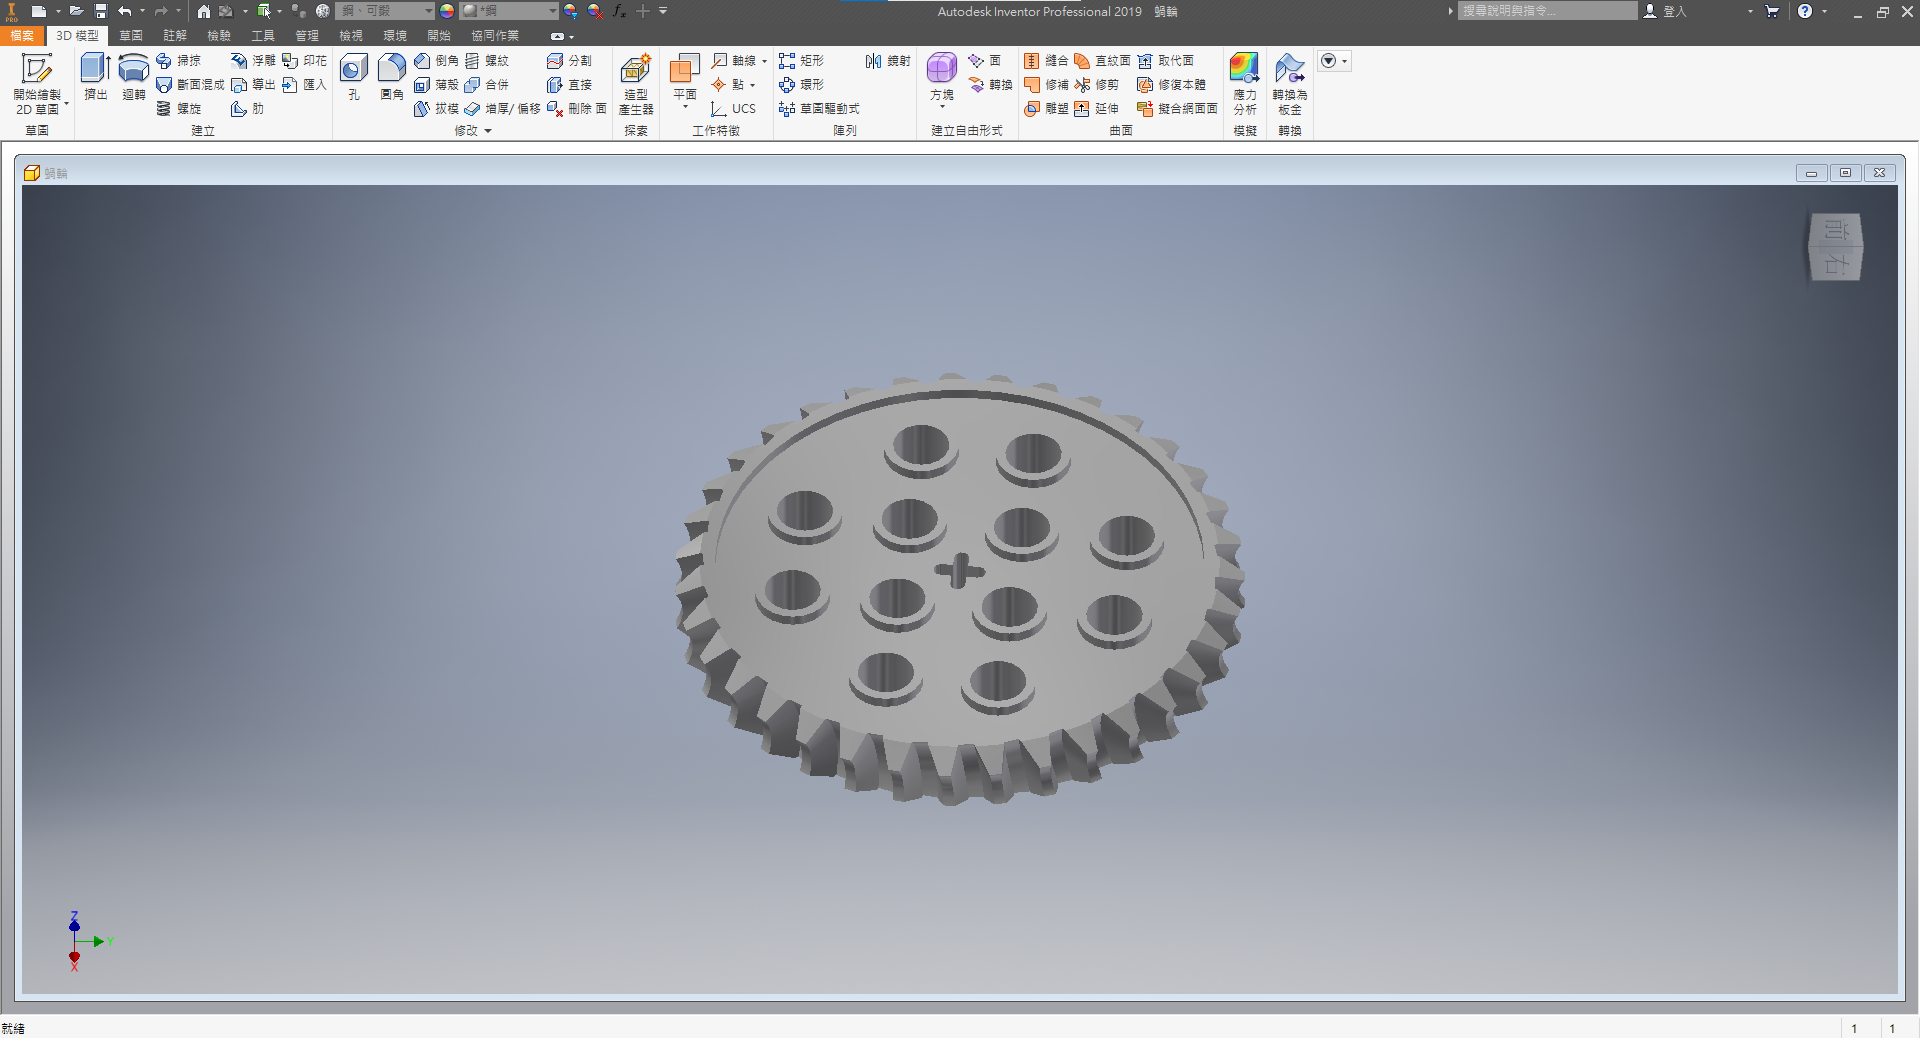 PRO 鋼、可鍛 *鋼 fx Autodesk Inventor Professional 2019 蝸輪 搜尋說明與指令... 登入
檔案 3D 模型 草圖 註解 檢驗 工具 管理 檢視 環境 開始 協同作業
開始繪製 2D 草圖
擠出 迴轉 掃掠 浮雕 印花
斷面混成 導出 匯入
螺旋 肋
孔 圓角 倒角 螺紋 分割
薄殼 合併 直接
拔模 增厚/ 偏移 刪除 面
造型 產生器
平面 軸線 點 UCS
矩形 鏡射
環形
草圖驅動式
方塊 面 轉換
縫合 直紋面 取代面
修補 修剪 修復本體
雕塑 延伸 擬合網面面
應力 分析
轉換為 板金
草圖 建立 修改 探索 工作特徵 陣列 建立自由形式 曲面 模擬 轉換
蝸輪
前
右
Z
Y
X
就緒 1 1